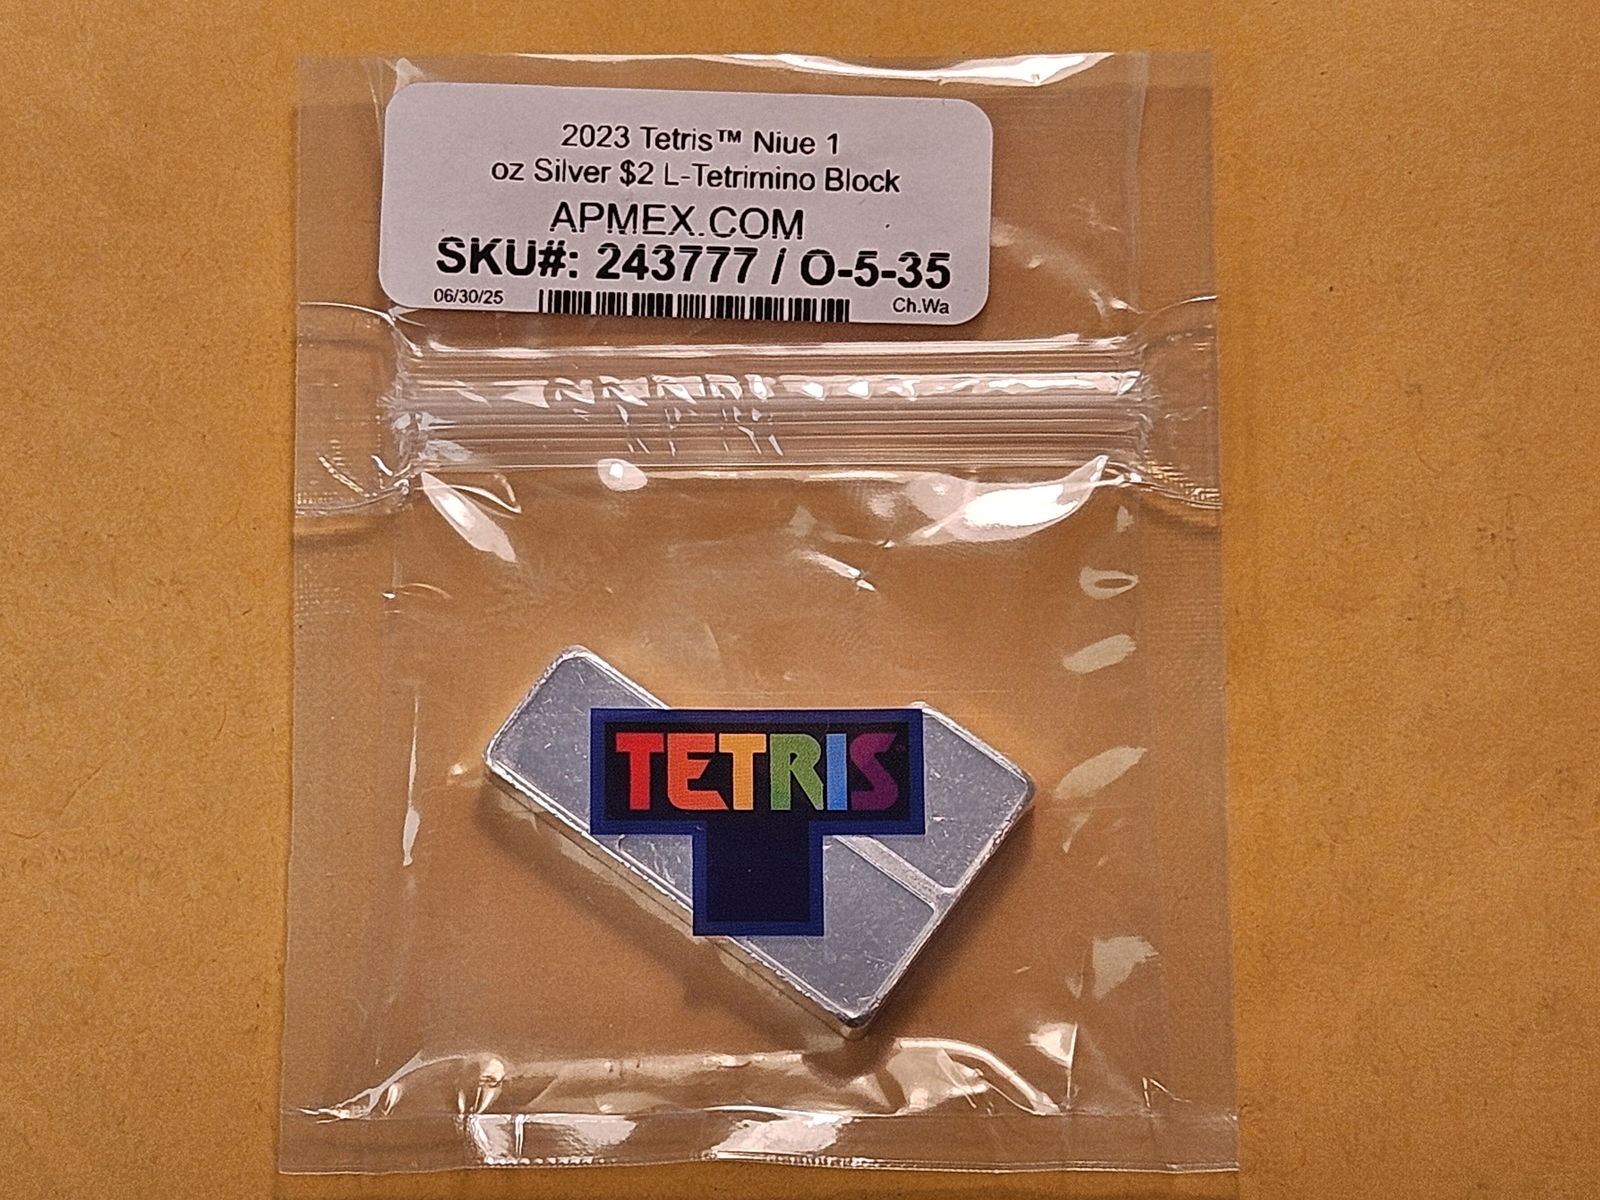 2023 Tetris™ Niue 1
oz Silver $2 L-Tetrimino Block
APMEX.COM
SKU#: 243777 / O-5-35
06/30/25 Ch.Wa
TETRIS